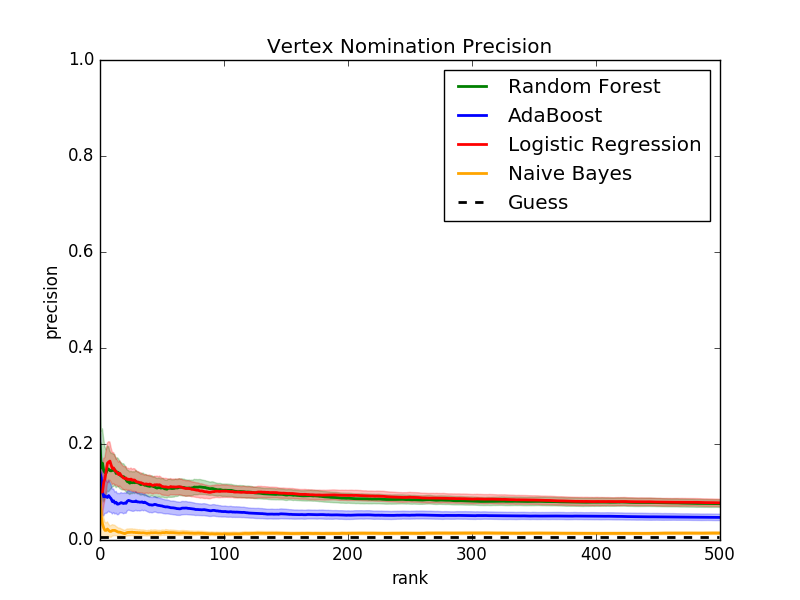 Vertex Nomination Precision
1.0
0.8
0.6
0.4
0.2
0.0
precision
Random Forest
AdaBoost
Logistic Regression
Naive Bayes
Guess
0 100 200 300 400 500
rank